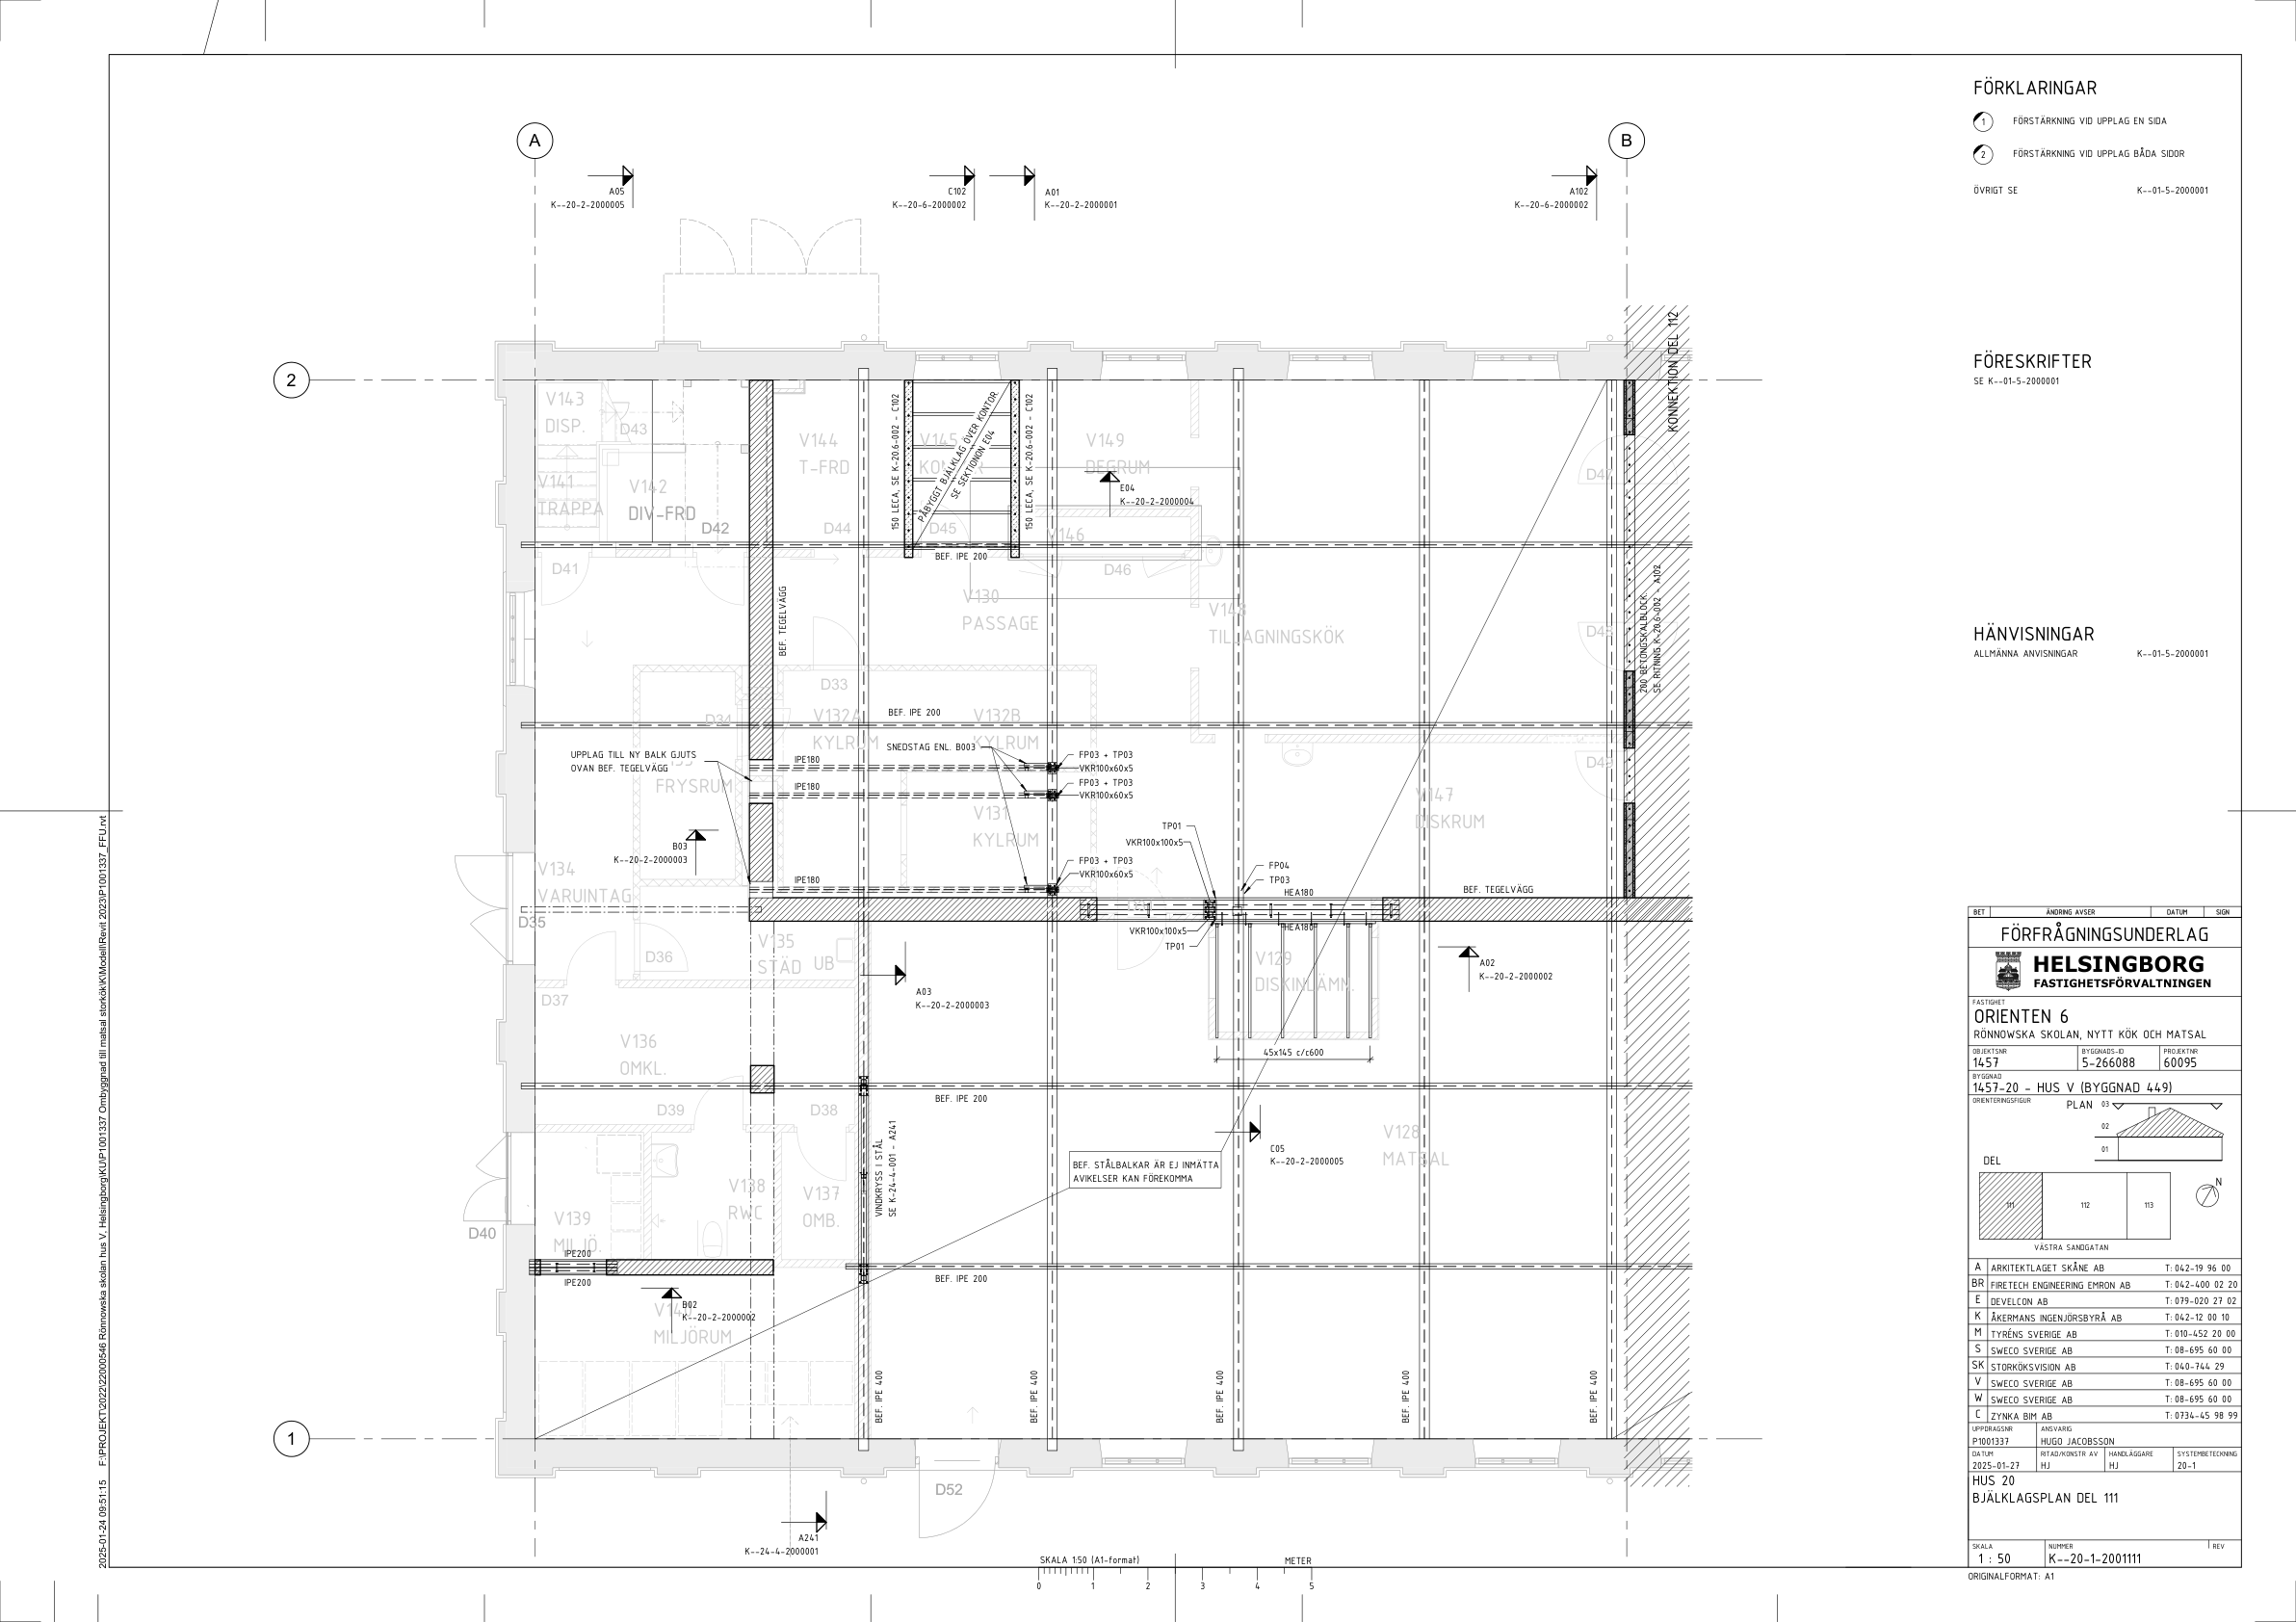 FÖRKLARINGAR
1 FÖRSTÄRKNING VID UPPLAG EN SIDA
2 FÖRSTÄRKNING VID UPPLAG BÅDA SIDOR
ÖVRIGT SE K--01-5-2000001
FÖRESKRIFTER
SE K--01-5-2000001
HÄNVISNINGAR
ALLMÄNNA ANVISNINGAR K--01-5-2000001
A
B
2
1
A05
K--20-2-2000005
C102
K--20-6-2000002
A01
K--20-2-2000001
A102
K--20-6-2000002
KONNEKTION DEL 112
V143
DISP.
D43
V141
TRAPPA
V142
DIV-FRD
D42
V144
T-FRD
D44
150 LECA, SE K-20.6-002 - C102
V145
PÅBYGGT BJÄLKLAG ÖVER KONTOR
SE SEKTIONON E04
150 LECA, SE K-20.6-002 - C102
D45
V149
E04
K--20-2-2000004
V146
D46
D47
BEF. IPE 200
D41
BEF. TEGELVÄGG
V130
PASSAGE
TILLAGNINGSKÖK
D48
200 BETONGSKALBLOCK.
SE RITNING K-20.6-002 - A102
D33
D34
V132A
KYLRUM
BEF. IPE 200
V132B
KYLRUM
SNEDSTAG ENL. B003
UPPLAG TILL NY BALK GJUTS
OVAN BEF. TEGELVÄGG
FRYSRUM
IPE180
FP03 + TP03
VKR100x60x5
IPE180
FP03 + TP03
VKR100x60x5
V131
KYLRUM
V147
DISKRUM
D49
TP01
VKR100x100x5
B03
K--20-2-2000003
IPE180
FP03 + TP03
VKR100x60x5
FP04
TP03
HEA180
BEF. TEGELVÄGG
V134
VARUINTAG
D35
VKR100x100x5
TP01
HEA180
V135
STÄD
UB
D36
D37
V129
DISKINLÄMN.
A02
K--20-2-2000002
A03
K--20-2-2000003
V136
OMKL.
45x145 c/c600
BEF. IPE 200
D39
D38
VINDKRYSS I STÅL
SE K-24-4-001 - A241
C05
K--20-2-2000005
V128
MATSAL
BEF. STÅLBALKAR ÄR EJ INMÄTTA
AVIKELSER KAN FÖREKOMMA
V138
RWC
V137
OMB.
V139
MILJÖ.
D40
IPE200
IPE200
BEF. IPE 200
B02
K--20-2-2000002
MILJÖRUM
BEF. IPE 400
BEF. IPE 400
BEF. IPE 400
BEF. IPE 400
BEF. IPE 400
D52
A241
K--24-4-2000001
SKALA 1:50 (A1-format)
METER
0 1 2 3 4 5
2025-01-24 09:51:15 F:\PROJEKT\2022\22000546 Rönnowska skolan hus V, Helsingborg\KU\P1001337 Ombyggnad till matsal storkök\K\Modell\Revit 2023\P1001337_FFU.rvt
BET ÄNDRING AVSER DATUM SIGN
FÖRFRÅGNINGSUNDERLAG
HELSINGBORG
FASTIGHETSFÖRVALTNINGEN
FASTIGHET
ORIENTEN 6
RÖNNOWSKA SKOLAN, NYTT KÖK OCH MATSAL
OBJEKTSNR BYGGNADS-ID PROJEKTNR
1457 5-266088 60095
BYGGNAD
1457-20 - HUS V (BYGGNAD 449)
ORIENTERINGSFIGUR
PLAN 03
02
01
DEL
111 112 113
N
VÄSTRA SANDGATAN
A ARKITEKTLAGET SKÅNE AB T: 042-19 96 00
BR FIRETECH ENGINEERING EMRON AB T: 042-400 02 20
E DEVELCON AB T: 079-020 27 02
K ÅKERMANS INGENJÖRSBYRÅ AB T: 042-12 00 10
M TYRÉNS SVERIGE AB T: 010-452 20 00
S SWECO SVERIGE AB T: 08-695 60 00
SK STORKÖKSVISION AB T: 040-744 29
V SWECO SVERIGE AB T: 08-695 60 00
W SWECO SVERIGE AB T: 08-695 60 00
C ZYNKA BIM AB T: 0734-45 98 99
UPPDRAGSNR ANSVARIG
P1001337 HUGO JACOBSSON
DATUM RITAD/KONSTR AV HANDLÄGGARE SYSTEMBETECKNING
2025-01-27 HJ HJ 20-1
HUS 20
BJÄLKLAGSPLAN DEL 111
SKALA NUMMER REV
1 : 50 K--20-1-2001111
ORIGINALFORMAT: A1